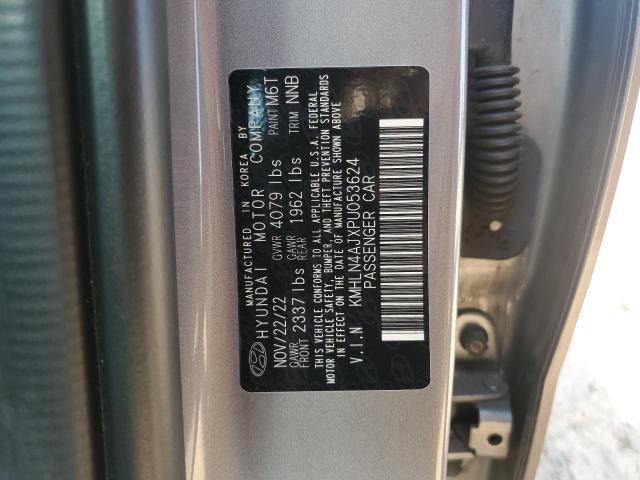 MANUFACTURED IN KOREA BY
HYUNDAI MOTOR COMPANY
NOV/22/22 GVWR 4079 lbs PAINT M6T
GAWR FRONT 2337 lbs GAWR REAR 1962 lbs TRIM NNB
THIS VEHICLE CONFORMS TO ALL APPLICABLE U.S.A. FEDERAL
MOTOR VEHICLE SAFETY, BUMPER, AND THEFT PREVENTION STANDARDS
IN EFFECT ON THE DATE OF MANUFACTURE SHOWN ABOVE
V.I.N KMHLN4AJXPU053624
PASSENGER CAR